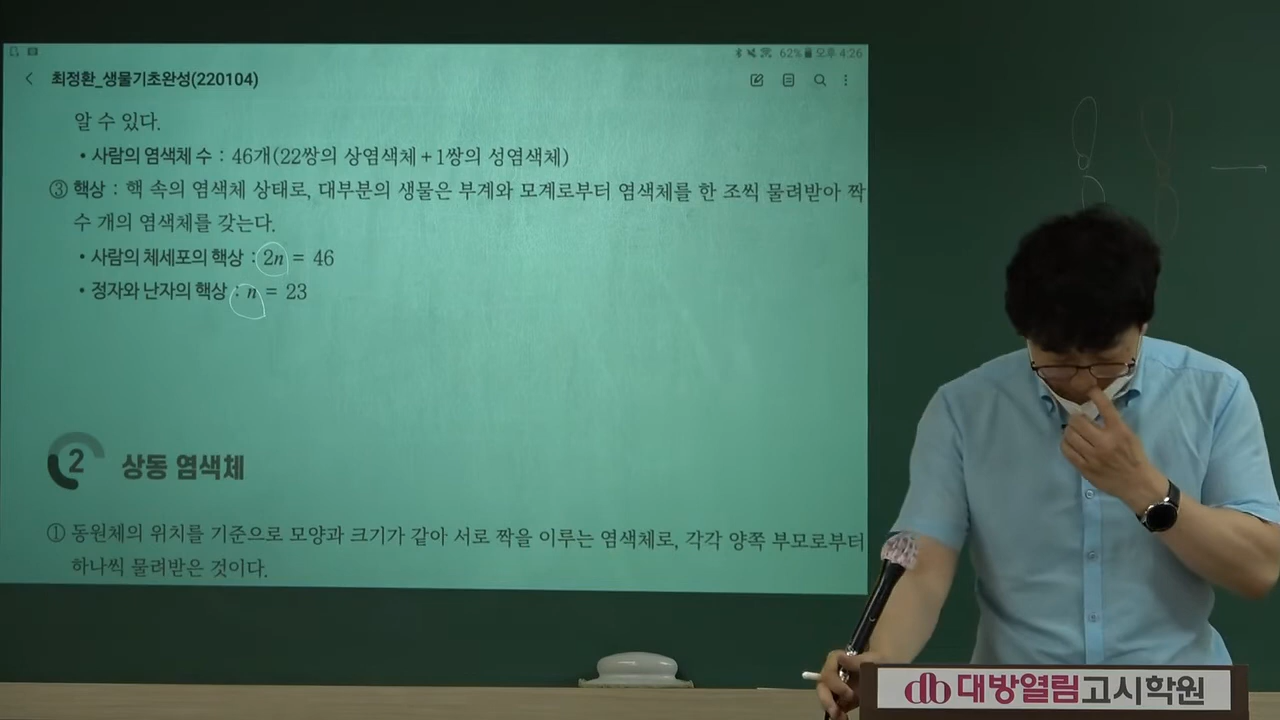 62% 오후 4:26
최정환_생물기초완성(220104)
알 수 있다.
• 사람의 염색체 수 : 46개(22쌍의 상염색체+1쌍의 성염색체)
③ 핵상 : 핵 속의 염색체 상태로, 대부분의 생물은 부계와 모계로부터 염색체를 한 조씩 물려받아 짝
수 개의 염색체를 갖는다.
• 사람의 체세포의 핵상 : 2n = 46
• 정자와 난자의 핵상 : n = 23
2 상동 염색체
① 동원체의 위치를 기준으로 모양과 크기가 같아 서로 짝을 이루는 염색체로, 각각 양쪽 부모로부터
하나씩 물려받은 것이다.
db 대방열림고시학원